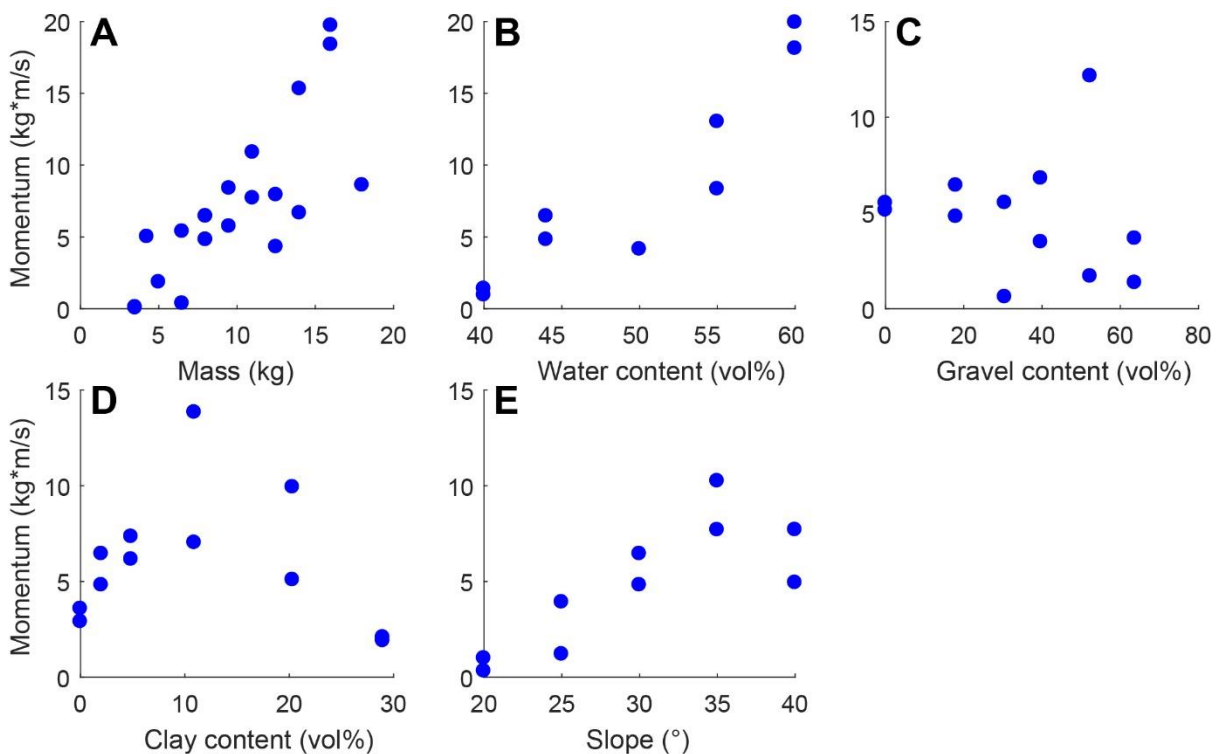 A
B
C
Momentum (kg*m/s)
20
15
10
5
0
0 5 10 15 20
Mass (kg)
20
15
10
5
0
40 45 50 55 60
Water content (vol%)
15
10
5
0
0 20 40 60 80
Gravel content (vol%)
D
E
Momentum (kg*m/s)
15
10
5
0
0 10 20 30
Clay content (vol%)
15
10
5
0
20 25 30 35 40
Slope (°)